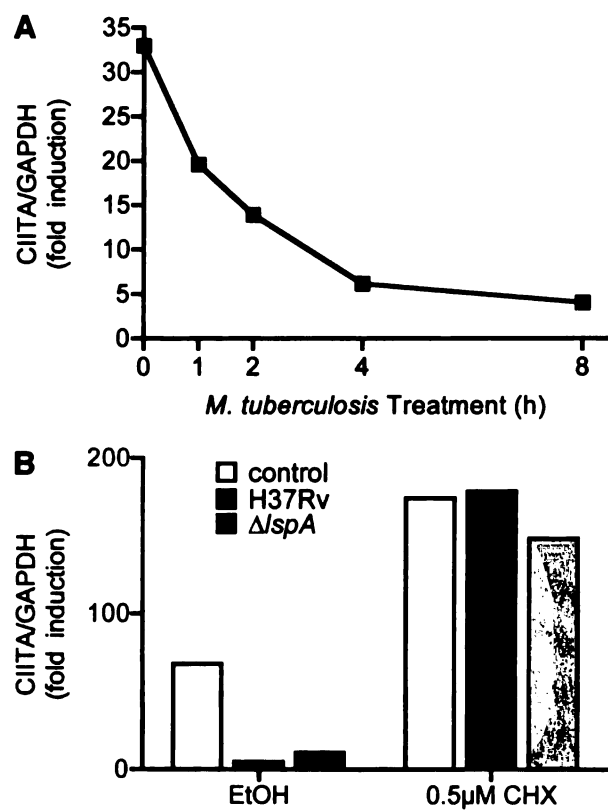 A
CIITA/GAPDH
(fold induction)
35
30
25
20
15
10
5
0
0 1 2 4 8
M. tuberculosis Treatment (h)
B
CIITA/GAPDH
(fold induction)
200
100
0
control
H37Rv
ΔlspA
EtOH 0.5µM CHX